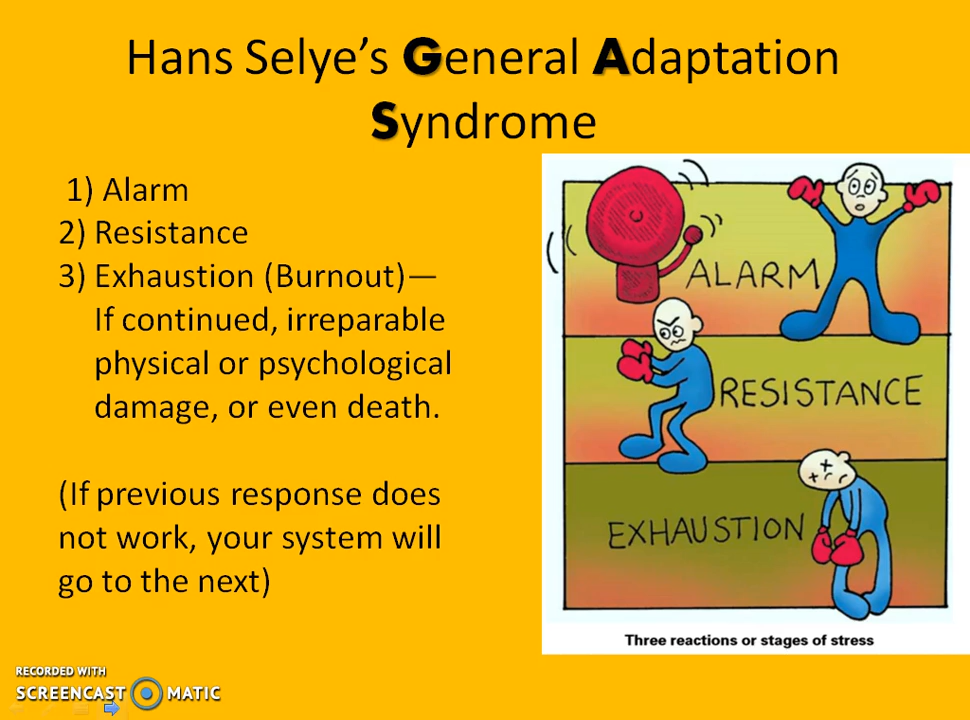 Hans Selye's General Adaptation
Syndrome
1) Alarm
2) Resistance
3) Exhaustion (Burnout)—
If continued, irreparable
physical or psychological
damage, or even death.
(If previous response does
not work, your system will
go to the next)
ALARM
RESISTANCE
EXHAUSTION
Three reactions or stages of stress
RECORDED WITH
SCREENCAST MATIC